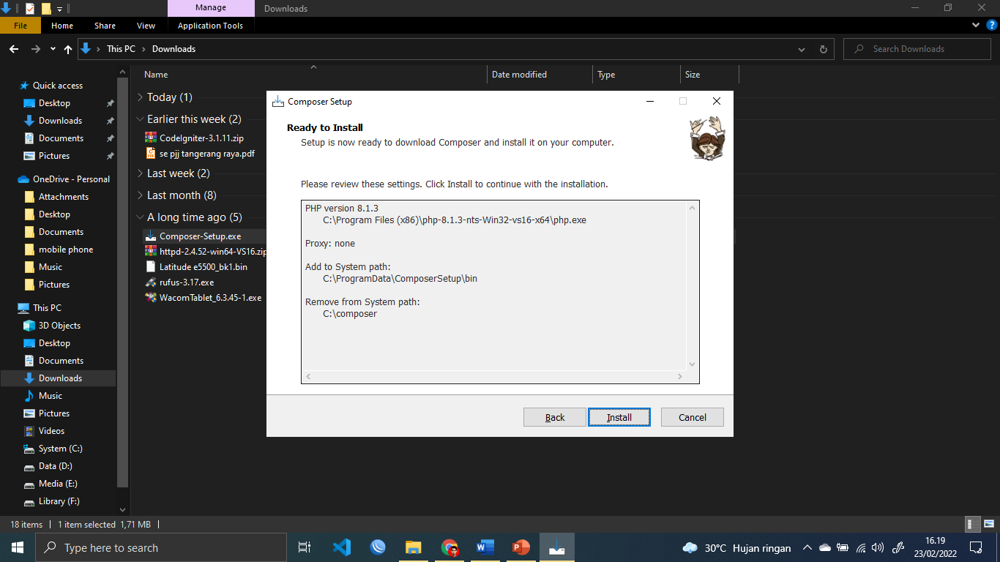 Manage
Downloads
File
Home
Share
View
Application Tools
This PC
Downloads
Search Downloads
Name
Date modified
Type
Size
Quick access
Desktop
Downloads
Documents
Pictures
OneDrive - Personal
Attachments
Desktop
Documents
mobile phone
Music
Pictures
This PC
3D Objects
Desktop
Documents
Downloads
Music
Pictures
Videos
System (C:)
Data (D:)
Media (E:)
Library (F:)
Today (1)
Earlier this week (2)
CodeIgniter-3.1.11.zip
se pjj tangerang raya.pdf
Last week (2)
Last month (8)
A long time ago (5)
Composer-Setup.exe
httpd-2.4.52-win64-VS16.zip
Latitude e5500_bk1.bin
rufus-3.17.exe
WacomTablet_6.3.45-1.exe
Composer Setup
Ready to Install
Setup is now ready to download Composer and install it on your computer.
Please review these settings. Click Install to continue with the installation.
PHP version 8.1.3
C:\Program Files (x86)\php-8.1.3-nts-Win32-vs16-x64\php.exe
Proxy: none
Add to System path:
C:\ProgramData\ComposerSetup\bin
Remove from System path:
C:\composer
Back
Install
Cancel
18 items
1 item selected 1,71 MB
Type here to search
30°C Hujan ringan
16.19
23/02/2022